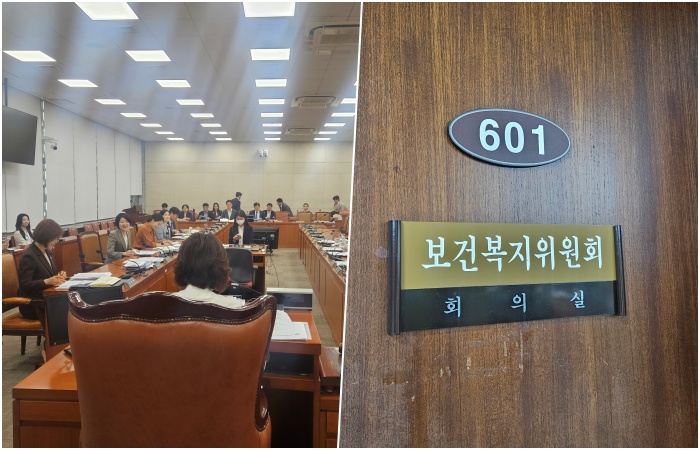 601
보건복지위원회
회 의 실